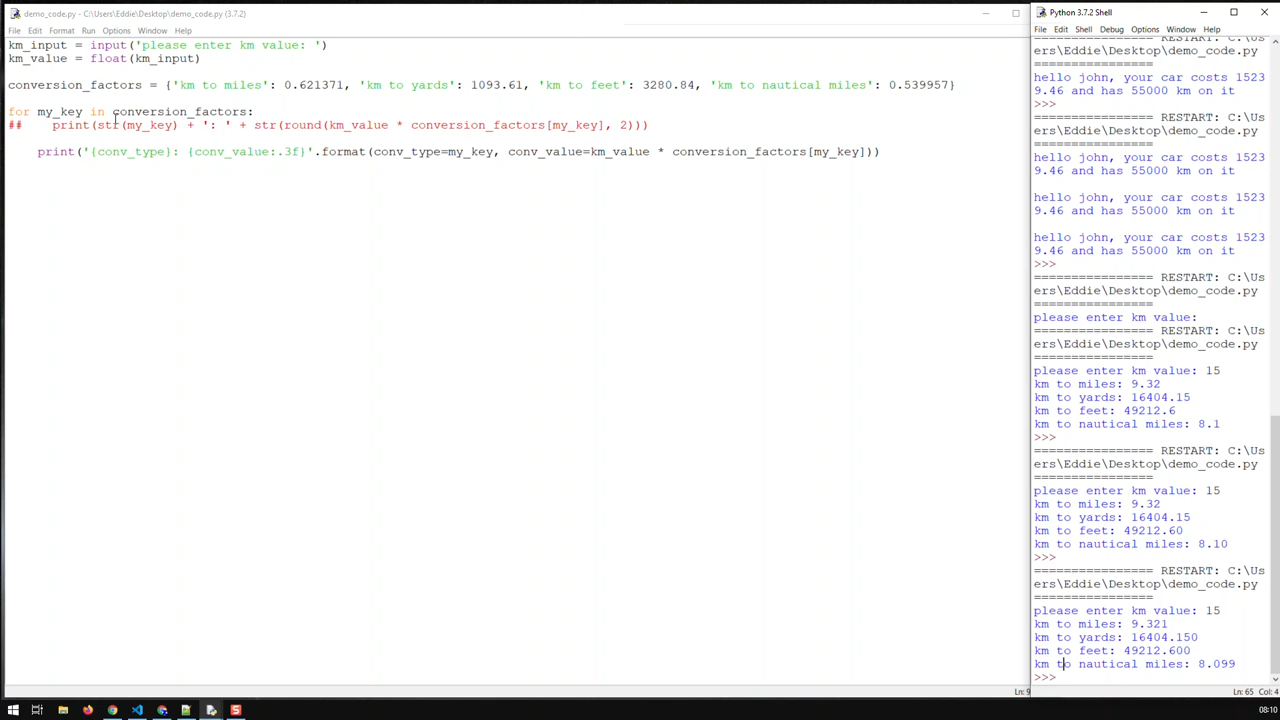 demo_code.py - C:\Users\Eddie\Desktop\demo_code.py (3.7.2)
File Edit Format Run Options Window Help
km_input = input('please enter km value: ')
km_value = float(km_input)
conversion_factors = {'km to miles': 0.621371, 'km to yards': 1093.61, 'km to feet': 3280.84, 'km to nautical miles': 0.539957}
for my_key in conversion_factors:
##    print(str(my_key) + ': ' + str(round(km_value * conversion_factors[my_key], 2)))
    print('{conv_type}: {conv_value:.3f}'.format(conv_type=my_key, conv_value=km_value * conversion_factors[my_key]))
Ln: 9
Python 3.7.2 Shell
File Edit Shell Debug Options Window Help
================ RESTART: C:\Us
ers\Eddie\Desktop\demo_code.py
================
hello john, your car costs 1523
9.46 and has 55000 km on it
>>>
================ RESTART: C:\Us
ers\Eddie\Desktop\demo_code.py
================
hello john, your car costs 1523
9.46 and has 55000 km on it
hello john, your car costs 1523
9.46 and has 55000 km on it
hello john, your car costs 1523
9.46 and has 55000 km on it
>>>
================ RESTART: C:\Us
ers\Eddie\Desktop\demo_code.py
================
please enter km value:
================ RESTART: C:\Us
ers\Eddie\Desktop\demo_code.py
================
please enter km value: 15
km to miles: 9.32
km to yards: 16404.15
km to feet: 49212.6
km to nautical miles: 8.1
>>>
================ RESTART: C:\Us
ers\Eddie\Desktop\demo_code.py
================
please enter km value: 15
km to miles: 9.32
km to yards: 16404.15
km to feet: 49212.60
km to nautical miles: 8.10
>>>
================ RESTART: C:\Us
ers\Eddie\Desktop\demo_code.py
================
please enter km value: 15
km to miles: 9.321
km to yards: 16404.150
km to feet: 49212.600
km to nautical miles: 8.099
>>>
Ln: 65 Col: 4
08:10